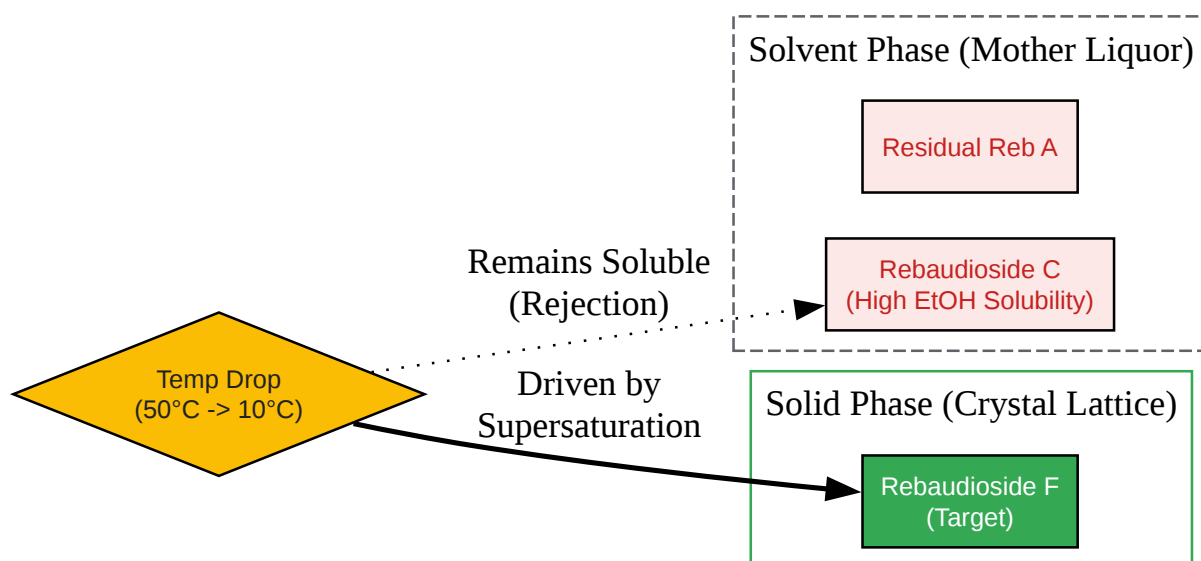 Solvent Phase (Mother Liquor)
Residual Reb A
Rebaudioside C
(High EtOH Solubility)
Remains Soluble
(Rejection)
Temp Drop
(50°C -> 10°C)
Driven by
Supersaturation
Solid Phase (Crystal Lattice)
Rebaudioside F
(Target)